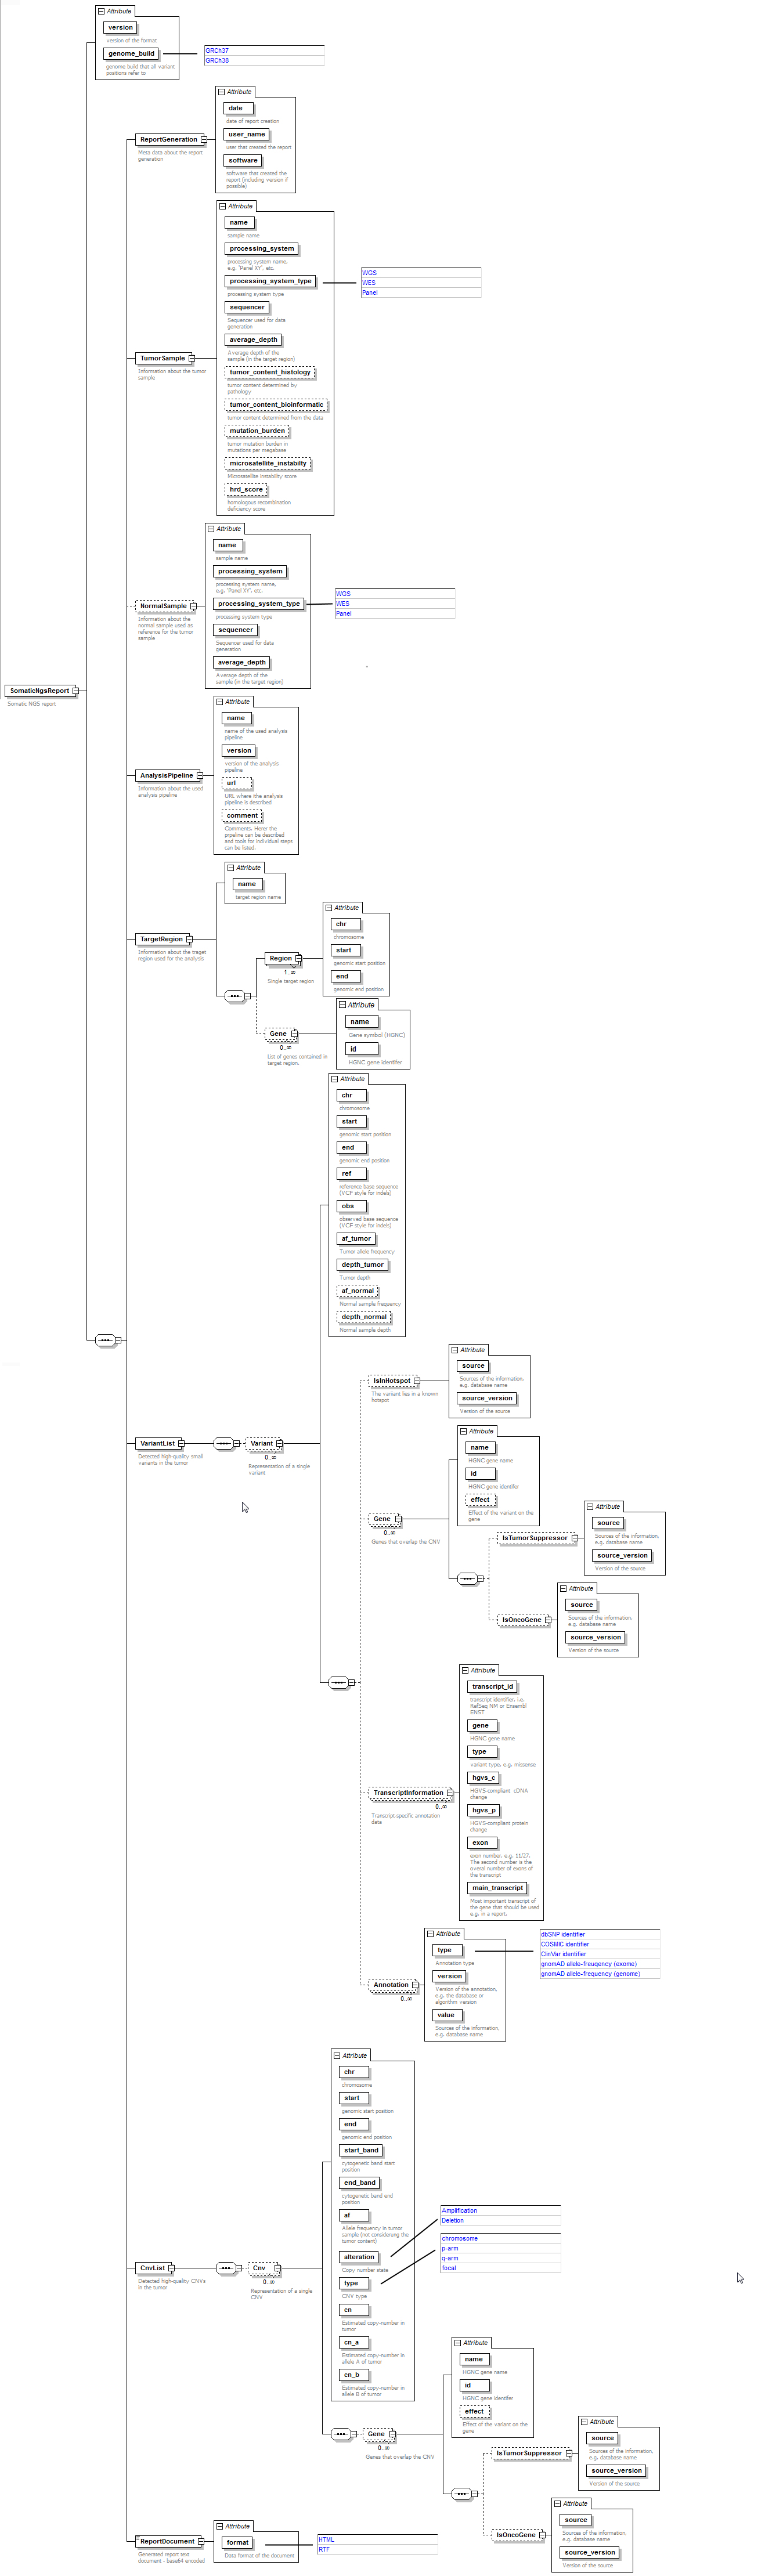 Attribute
version
version of the format
genome_build
genome build that all variant
positions refer to
GRCh37
GRCh38
Attribute
date
date of report creation
user_name
user that created the report
software
software that created the
report (including version if
possible)
ReportGeneration
Meta data about the report
generation
Attribute
name
sample name
processing_system
processing system name,
e.g. 'Panel XY', etc.
processing_system_type
processing system type
WGS
WES
Panel
sequencer
Sequencer used for data
generation
average_depth
Average depth of the
sample (in the target region)
tumor_content_histology
tumor content determined by
pathology
tumor_content_bioinformatic
tumor content determined from the data
mutation_burden
tumor mutation burden in
mutations per megabase
microsatellite_instabilty
Microsatellite instability score
hrd_score
homologous recombination
deficiency score
TumorSample
Information about the tumor
sample
Attribute
name
sample name
processing_system
processing system name,
e.g. 'Panel XY', etc.
processing_system_type
processing system type
WGS
WES
Panel
sequencer
Sequencer used for data
generation
average_depth
Average depth of the
sample (in the target region)
NormalSample
Information about the
normal sample used as
reference for the tumor
sample
SomaticNgsReport
Somatic NGS report
Attribute
name
name of the used analysis
pipeline
version
version of the analysis
pipeline
url
URL where ithe analysis
pipeline is described
comment
Comments. Herer the
pipeline can be described
and tools for individual steps
can be listed.
AnalysisPipeline
Information about the used
analysis pipeline
Attribute
name
target region name
TargetRegion
Information about the traget
region used for the analysis
Region
1..∞
Single target region
Attribute
chr
chromosome
start
genomic start position
end
genomic end position
Gene
0..∞
List of genes contained in
target region.
Attribute
name
Gene symbol (HGNC)
id
HGNC gene identifer
Attribute
chr
chromosome
start
genomic start position
end
genomic end position
ref
reference base sequence
(VCF style for indels)
obs
observed base sequence
(VCF style for indels)
af_tumor
Tumor allele frequency
depth_tumor
Tumor depth
af_normal
Normal sample frequency
depth_normal
Normal sample depth
VariantList
Detected high-quality small
variants in the tumor
Variant
0..∞
Representation of a single
variant
IsInHotspot
The variant lies in a known
hotspot
Attribute
source
Sources of the information,
e.g. database name
source_version
Version of the source
Gene
0..∞
Genes that overlap the CNV
Attribute
name
HGNC gene name
id
HGNC gene identifer
effect
Effect of the variant on the
gene
IsTumorSuppressor
Attribute
source
Sources of the information,
e.g. database name
source_version
Version of the source
IsOncoGene
Attribute
source
Sources of the information,
e.g. database name
source_version
Version of the source
TranscriptInformation
0..∞
Transcript-specific annotation
data
Attribute
transcript_id
transcript identifier, i.e.
RefSeq NM or Ensembl
ENST
gene
HGNC gene name
type
variant type, e.g. missense
hgvs_c
HGVS-compliant cDNA
change
hgvs_p
HGVS-compliant protein
change
exon
exon number, e.g. 11/27.
The second number is the
overal number of exons of
the transcript
main_transcript
Most important transcript of
the gene that should be used
e.g. in a report.
Annotation
0..∞
Attribute
type
Annotation type
version
Version of the annotation,
e.g. the database or
algorithm version
value
Sources of the information,
e.g. database name
dbSNP identifier
COSMIC identifier
ClinVar identifier
gnomAD allele-freuqency (exome)
gnomAD allele-frequency (genome)
Attribute
chr
chromosome
start
genomic start position
end
genomic end position
start_band
cytogenetic band start
position
end_band
cytogenetic band end
position
af
Allele frequency in tumor
sample (not considerung the
tumor content)
alteration
Copy number state
type
CNV type
cn
Estimated copy-number in
tumor
cn_a
Estimated copy-number in
allele A of tumor
cn_b
Estimated copy-number in
allele B of tumor
Amplification
Deletion
chromosome
p-arm
q-arm
focal
CnvList
Detected high-quality CNVs
in the tumor
Cnv
0..∞
Representation of a single
CNV
Gene
0..∞
Genes that overlap the CNV
Attribute
name
HGNC gene name
id
HGNC gene identifer
effect
Effect of the variant on the
gene
IsTumorSuppressor
Attribute
source
Sources of the information,
e.g. database name
source_version
Version of the source
IsOncoGene
Attribute
source
Sources of the information,
e.g. database name
source_version
Version of the source
ReportDocument
Generated report text
document - base64 encoded
Attribute
format
Data format of the document
HTML
RTF